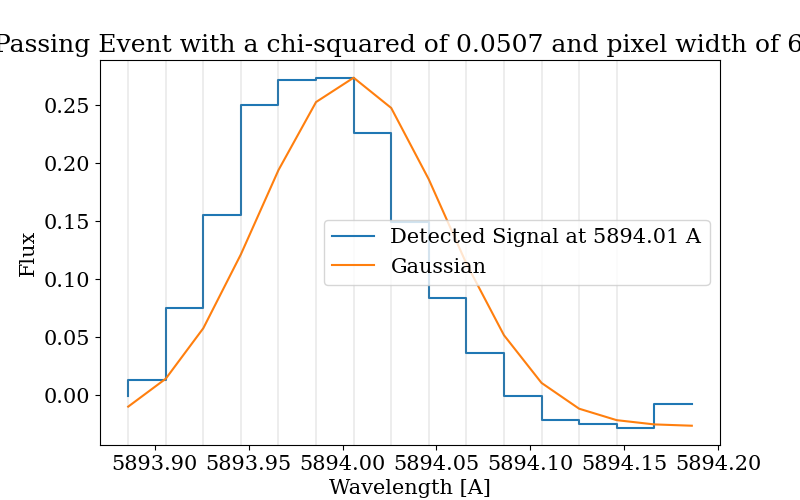 Passing Event with a chi-squared of 0.0507 and pixel width of 6
Flux
0.25
0.20
0.15
0.10
0.05
0.00
Detected Signal at 5894.01 A
Gaussian
5893.90 5893.95 5894.00 5894.05 5894.10 5894.15 5894.20
Wavelength [A]